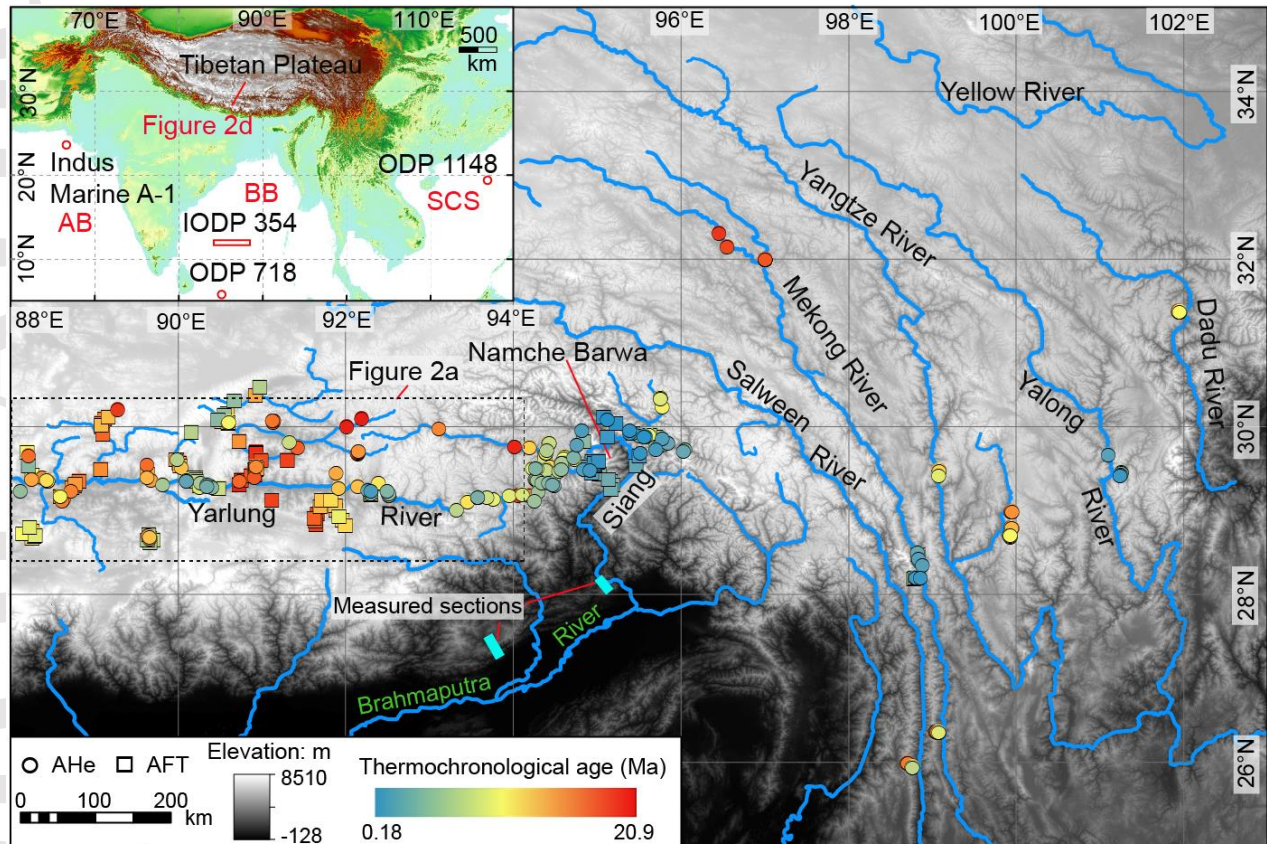 70°E
90°E
110°E
500
km
Tibetan Plateau
30°N
Figure 2d
Indus
Marine A-1
AB
20°N
BB
ODP 1148
SCS
IODP 354
10°N
ODP 718
96°E
98°E
100°E
102°E
34°N
32°N
30°N
28°N
26°N
Yellow River
Yangtze River
Mekong River
Salween
River
Yalong
River
Dadu River
88°E
90°E
92°E
94°E
Namche Barwa
Figure 2a
Yarlung
River
Siang
Measured sections
Brahmaputra
River
AHe
AFT
0
100
200
km
Elevation: m
8510
-128
Thermochronological age (Ma)
0.18
20.9